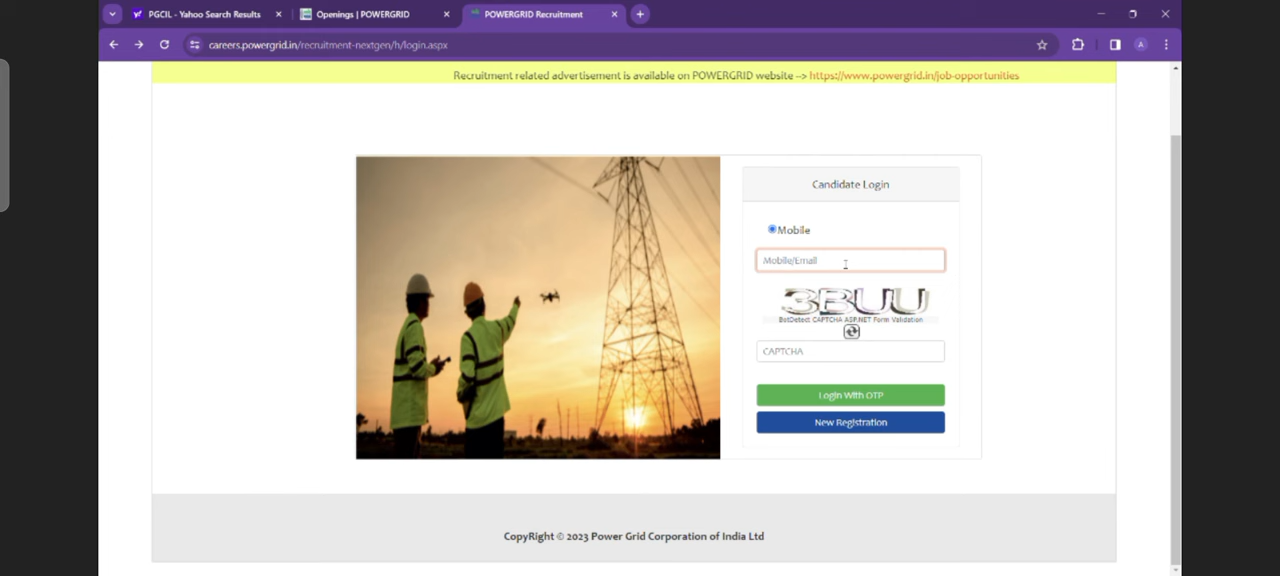 PGCIL - Yahoo Search Results
Openings | POWERGRID
POWERGRID Recruitment
careers.powergrid.in/recruitment-nextgen/h/login.aspx
A
Recruitment related advertisement is available on POWERGRID website --> https://www.powergrid.in/job-opportunities
Candidate Login
Mobile
Mobile/Email
3BUU
BotDetect CAPTCHA ASP.NET Form Validation
CAPTCHA
Login With OTP
New Registration
CopyRight © 2023 Power Grid Corporation of India Ltd